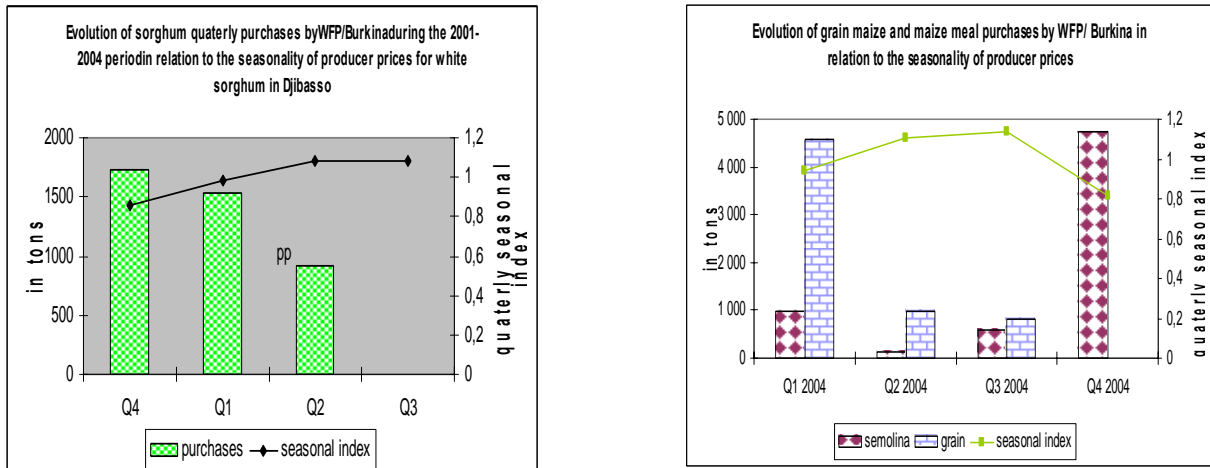 Evolution of sorghum quaterly purchases byWFP/Burkinaduring the 2001-
2004 periodin relation to the seasonality of producer prices for white
sorghum in Djibasso
2000
1500
1000
500
0
in tons
pp
1,2
1
0,8
0,6
0,4
0,2
0
quaterly seasonal
index
Q4 Q1 Q2 Q3
purchases seasonal index
Evolution of grain maize and maize meal purchases by WFP/ Burkina in
relation to the seasonality of producer prices
5 000
4 000
3 000
2 000
1 000
0
in tons
1,2
1
0,8
0,6
0,4
0,2
0
quaterly seasonal index
Q1 2004 Q2 2004 Q3 2004 Q4 2004
semolina grain seasonal index